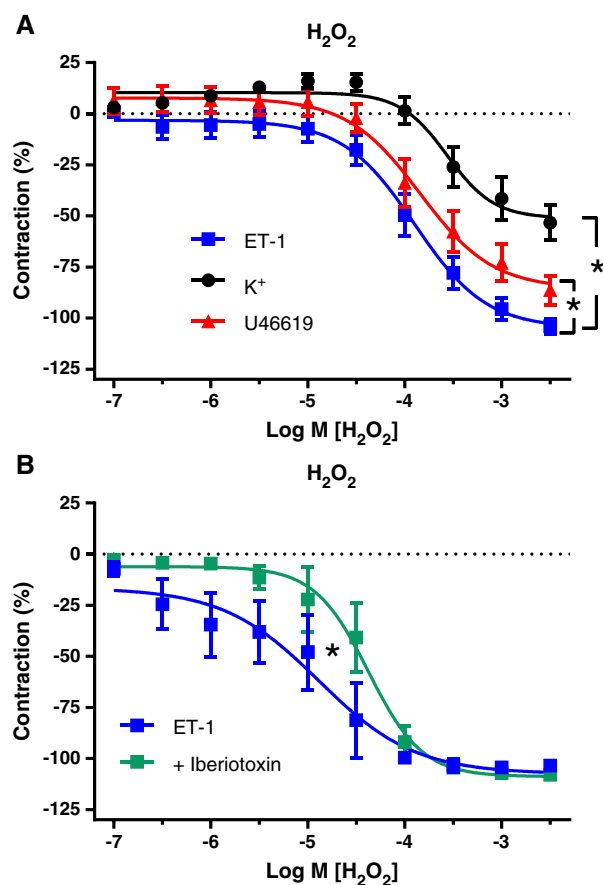 A
H₂O₂
25
0
-25
-50
-75
-100
-125
Contraction (%)
ET-1
K⁺
U46619
*
*
-7 -6 -5 -4 -3
Log M [H₂O₂]
B
H₂O₂
25
0
-25
-50
-75
-100
-125
Contraction (%)
*
ET-1
+ Iberiotoxin
-7 -6 -5 -4 -3
Log M [H₂O₂]